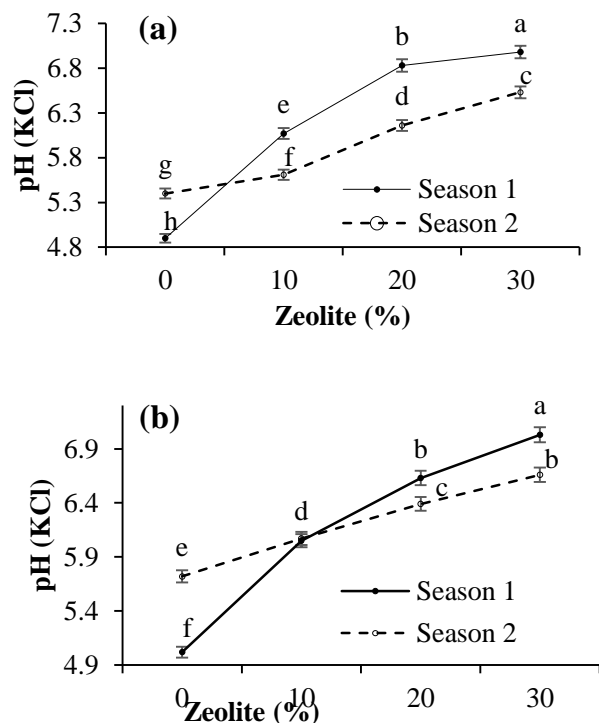 (a)
7.3
6.8
6.3
5.8
5.3
4.8
pH (KCl)
a
b
c
e
d
f
g
h
Season 1
Season 2
0 10 20 30
Zeolite (%)
(b)
6.9
6.4
5.9
5.4
4.9
pH (KCl)
a
b
b
c
d
e
f
Season 1
Season 2
0 10 20 30
Zeolite (%)